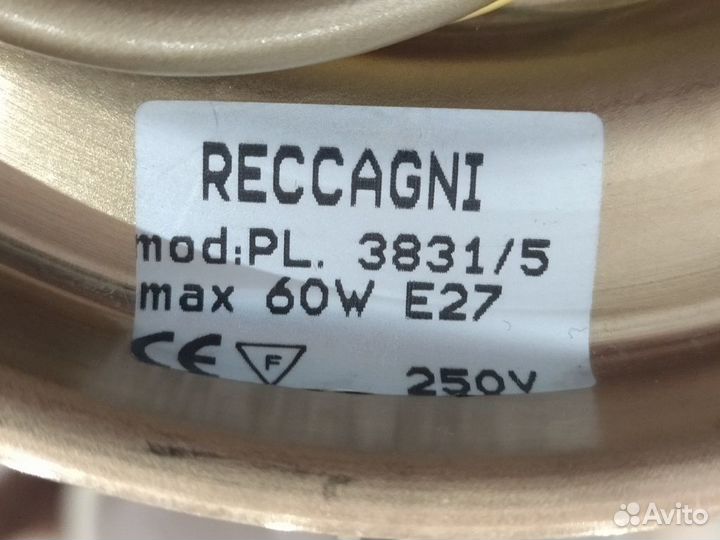 RECCAGNI
mod:PL. 3831/5
max 60W E27
CE F 250V
Avito